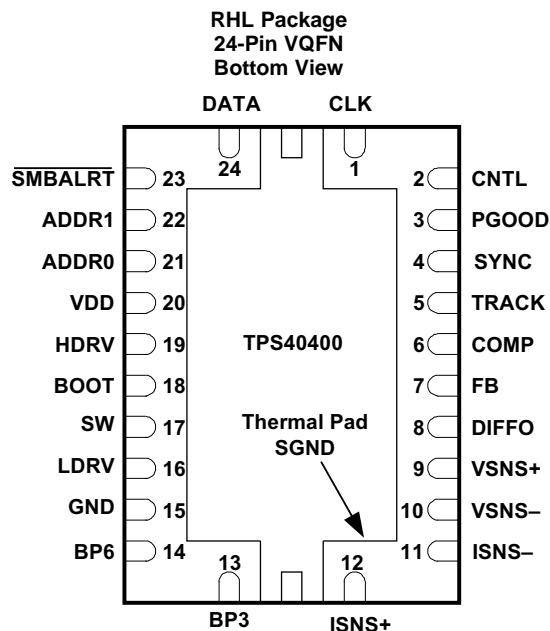 RHL Package
24-Pin VQFN
Bottom View
DATA CLK
24 1
SMBALRT 23 2 CNTL
ADDR1 22 3 PGOOD
ADDR0 21 4 SYNC
VDD 20 5 TRACK
HDRV 19 TPS40400 6 COMP
BOOT 18 7 FB
SW 17 Thermal Pad 8 DIFFO
LDRV 16 SGND 9 VSNS+
GND 15 10 VSNS–
BP6 14 11 ISNS–
13 12
BP3 ISNS+